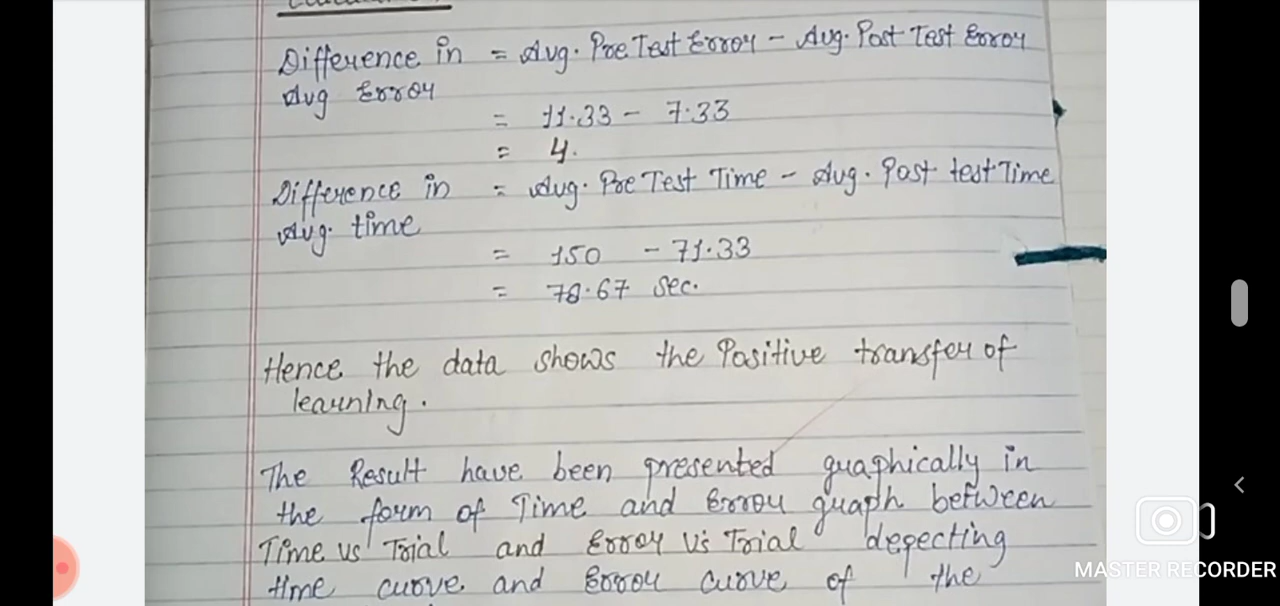 Difference in = Avg. Pre Test Error - Avg. Post Test Error
Avg Error
= 11.33 - 7.33
= 4.
Difference in = Avg. Pre Test Time - Avg. Post test Time
Avg. time
= 150 - 71.33
= 78.67 Sec.
Hence the data shows the Positive transfer of
learning.
The Result have been presented graphically in
the form of Time and Error graph between
Time vs Trial and Error Vs Trial depecting
time curve and Error curve of the
MASTER RECORDER